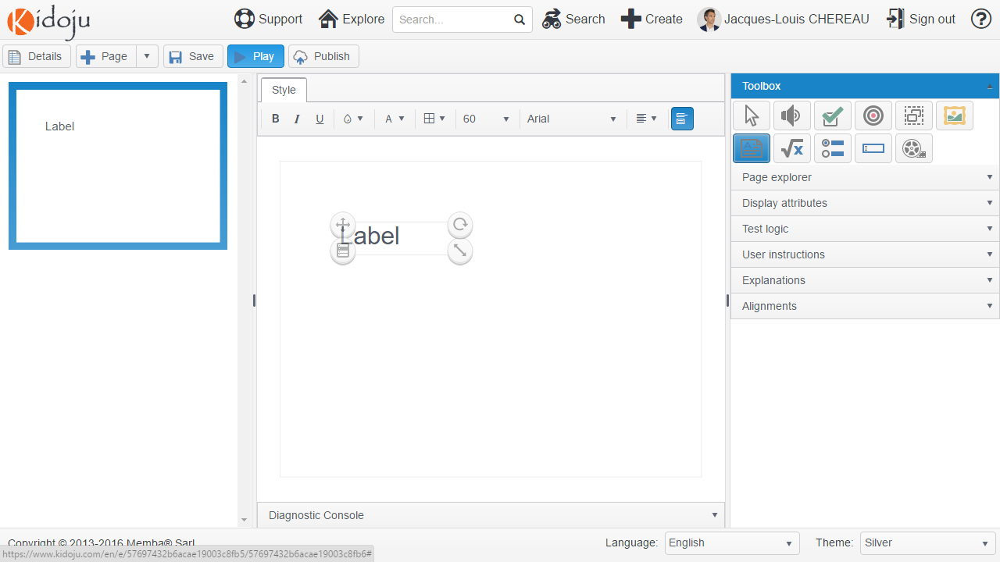 Kidoju
Support
Explore
Search...
Search
Create
Jacques-Louis CHEREAU
Sign out
Details
Page
Save
Play
Publish
Label
Style
B I U A 60 Arial
Label
Diagnostic Console
Toolbox
Page explorer
Display attributes
Test logic
User instructions
Explanations
Alignments
Copyright © 2013-2016 Memba® Sarl
Language: English
Theme: Silver
https://www.kidoju.com/en/e/57697432b6acae19003c8fb5/57697432b6acae19003c8fb6#